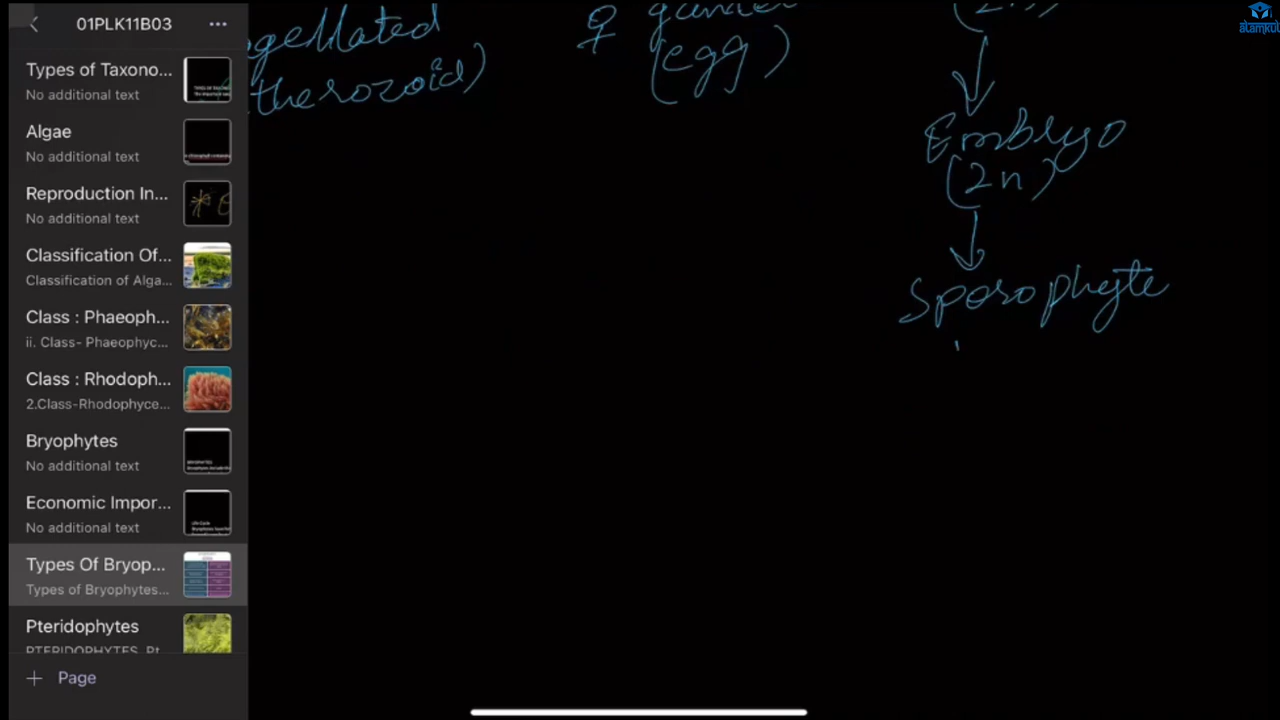 01PLK11B03
Types of Taxono...
No additional text
Algae
No additional text
Reproduction In...
No additional text
Classification Of...
Classification of Alga...
Class : Phaeoph...
ii. Class- Phaeophyc...
Class : Rhodoph...
2.Class-Rhodophyce...
Bryophytes
No additional text
Economic Impor...
No additional text
Types Of Bryop...
Types of Bryophytes...
Pteridophytes
PTERIDOPHYTES Pt
+ Page
gellated
therozoid)
♀
(egg)
Embryo
(2n)
Sporophyte